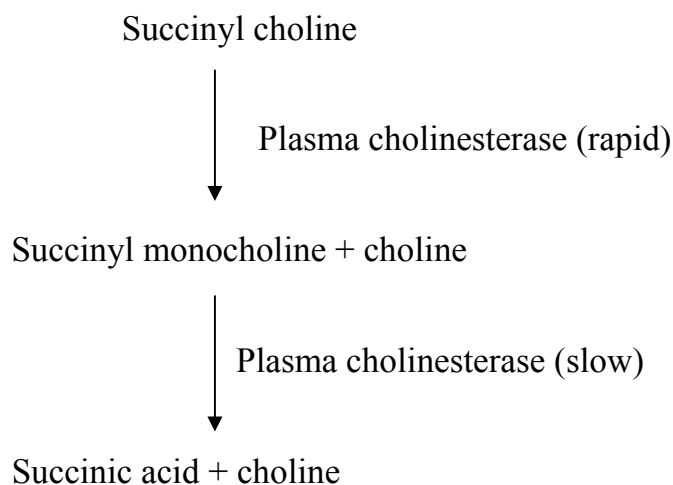 Succinyl choline
Plasma cholinesterase (rapid)
Succinyl monocholine + choline
Plasma cholinesterase (slow)
Succinic acid + choline